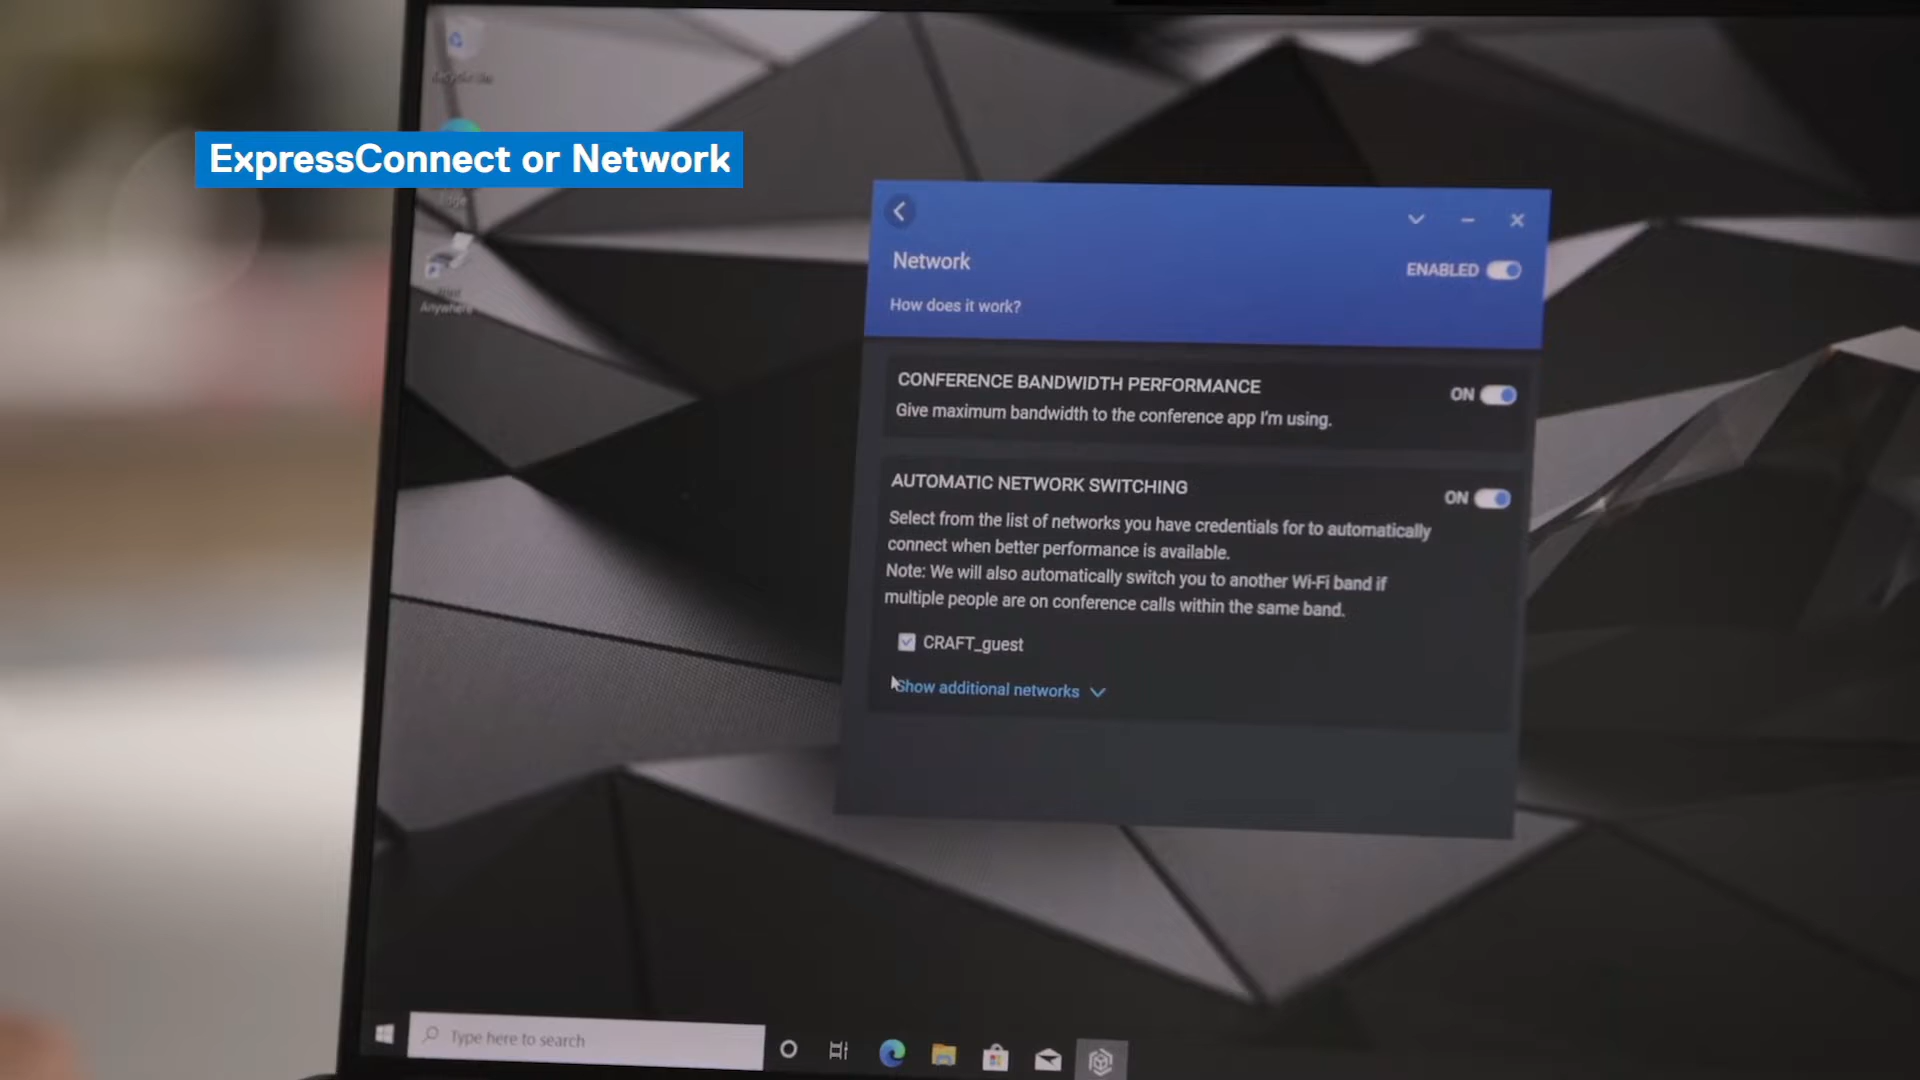 ExpressConnect or Network
Edge
Anywhere
Network
ENABLED
How does it work?
CONFERENCE BANDWIDTH PERFORMANCE
ON
Give maximum bandwidth to the conference app I'm using.
AUTOMATIC NETWORK SWITCHING
ON
Select from the list of networks you have credentials for to automatically
connect when better performance is available.
Note: We will also automatically switch you to another Wi-Fi band if
multiple people are on conference calls within the same band.
CRAFT_guest
Show additional networks
Type here to search